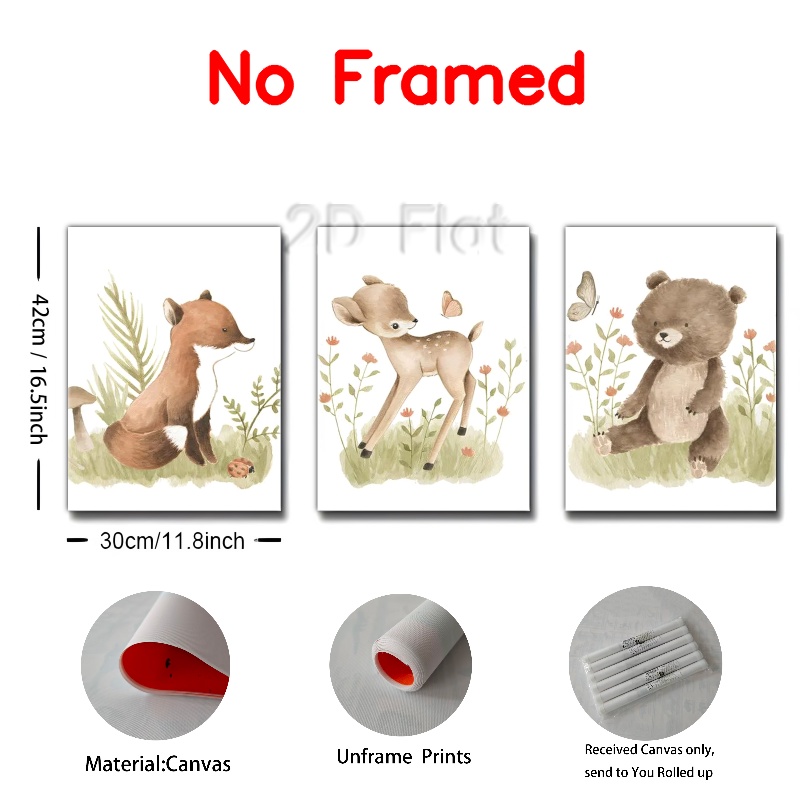 No Framed
2D Flat
42cm / 16.5inch
30cm/11.8inch
Material:Canvas
Unframe Prints
Received Canvas only,
send to You Rolled up